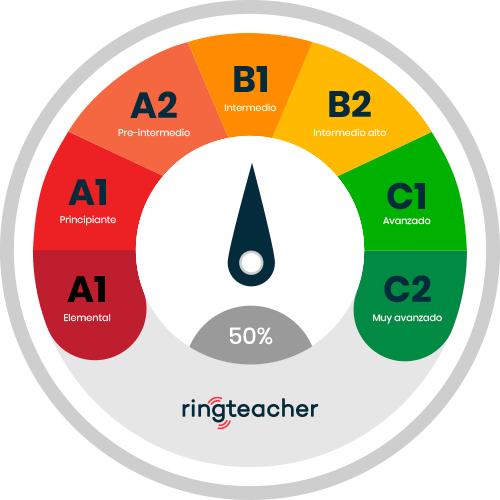 A1
Elemental
A1
Principiante
A2
Pre-intermedio
B1
Intermedio
B2
Intermedio alto
C1
Avanzado
C2
Muy avanzado
50%
ringteacher